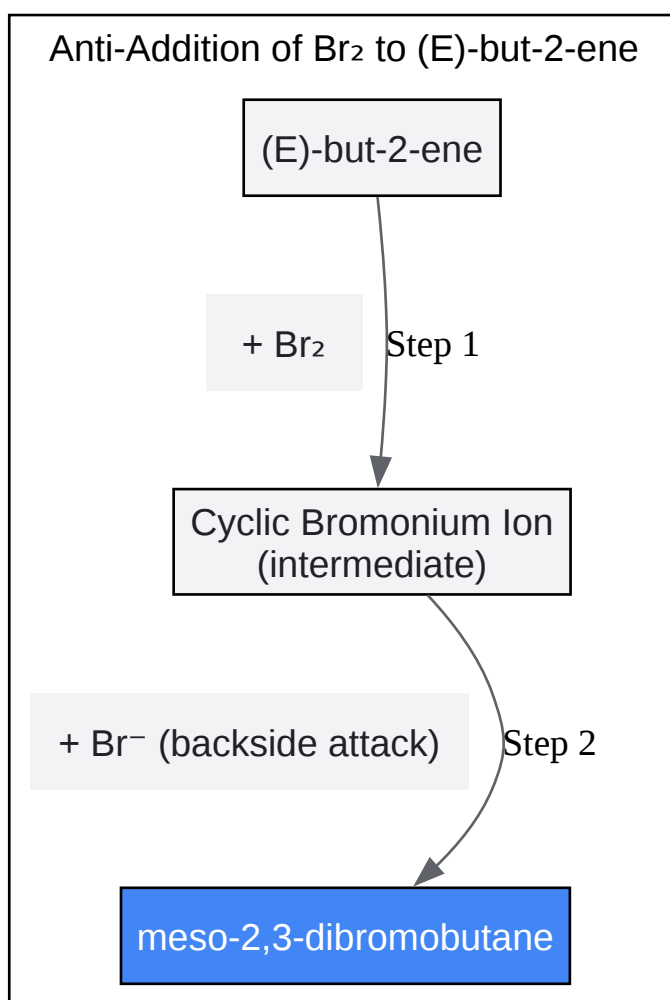 Anti-Addition of Br₂ to (E)-but-2-ene
(E)-but-2-ene
+ Br₂
Step 1
Cyclic Bromonium Ion
(intermediate)
+ Br⁻ (backside attack)
Step 2
meso-2,3-dibromobutane